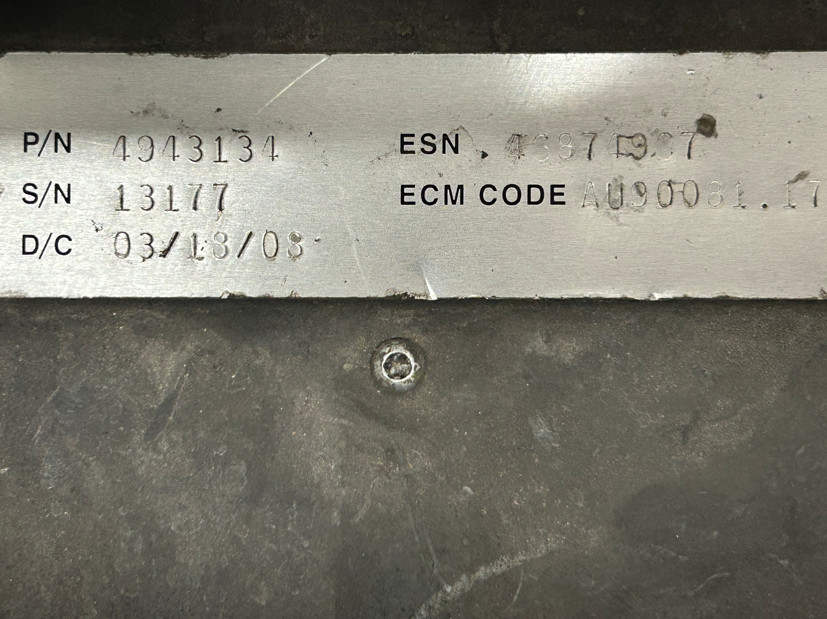 P/N 4943134 ESN
S/N 13177 ECM CODE AU90081.17
D/C 03/18/08